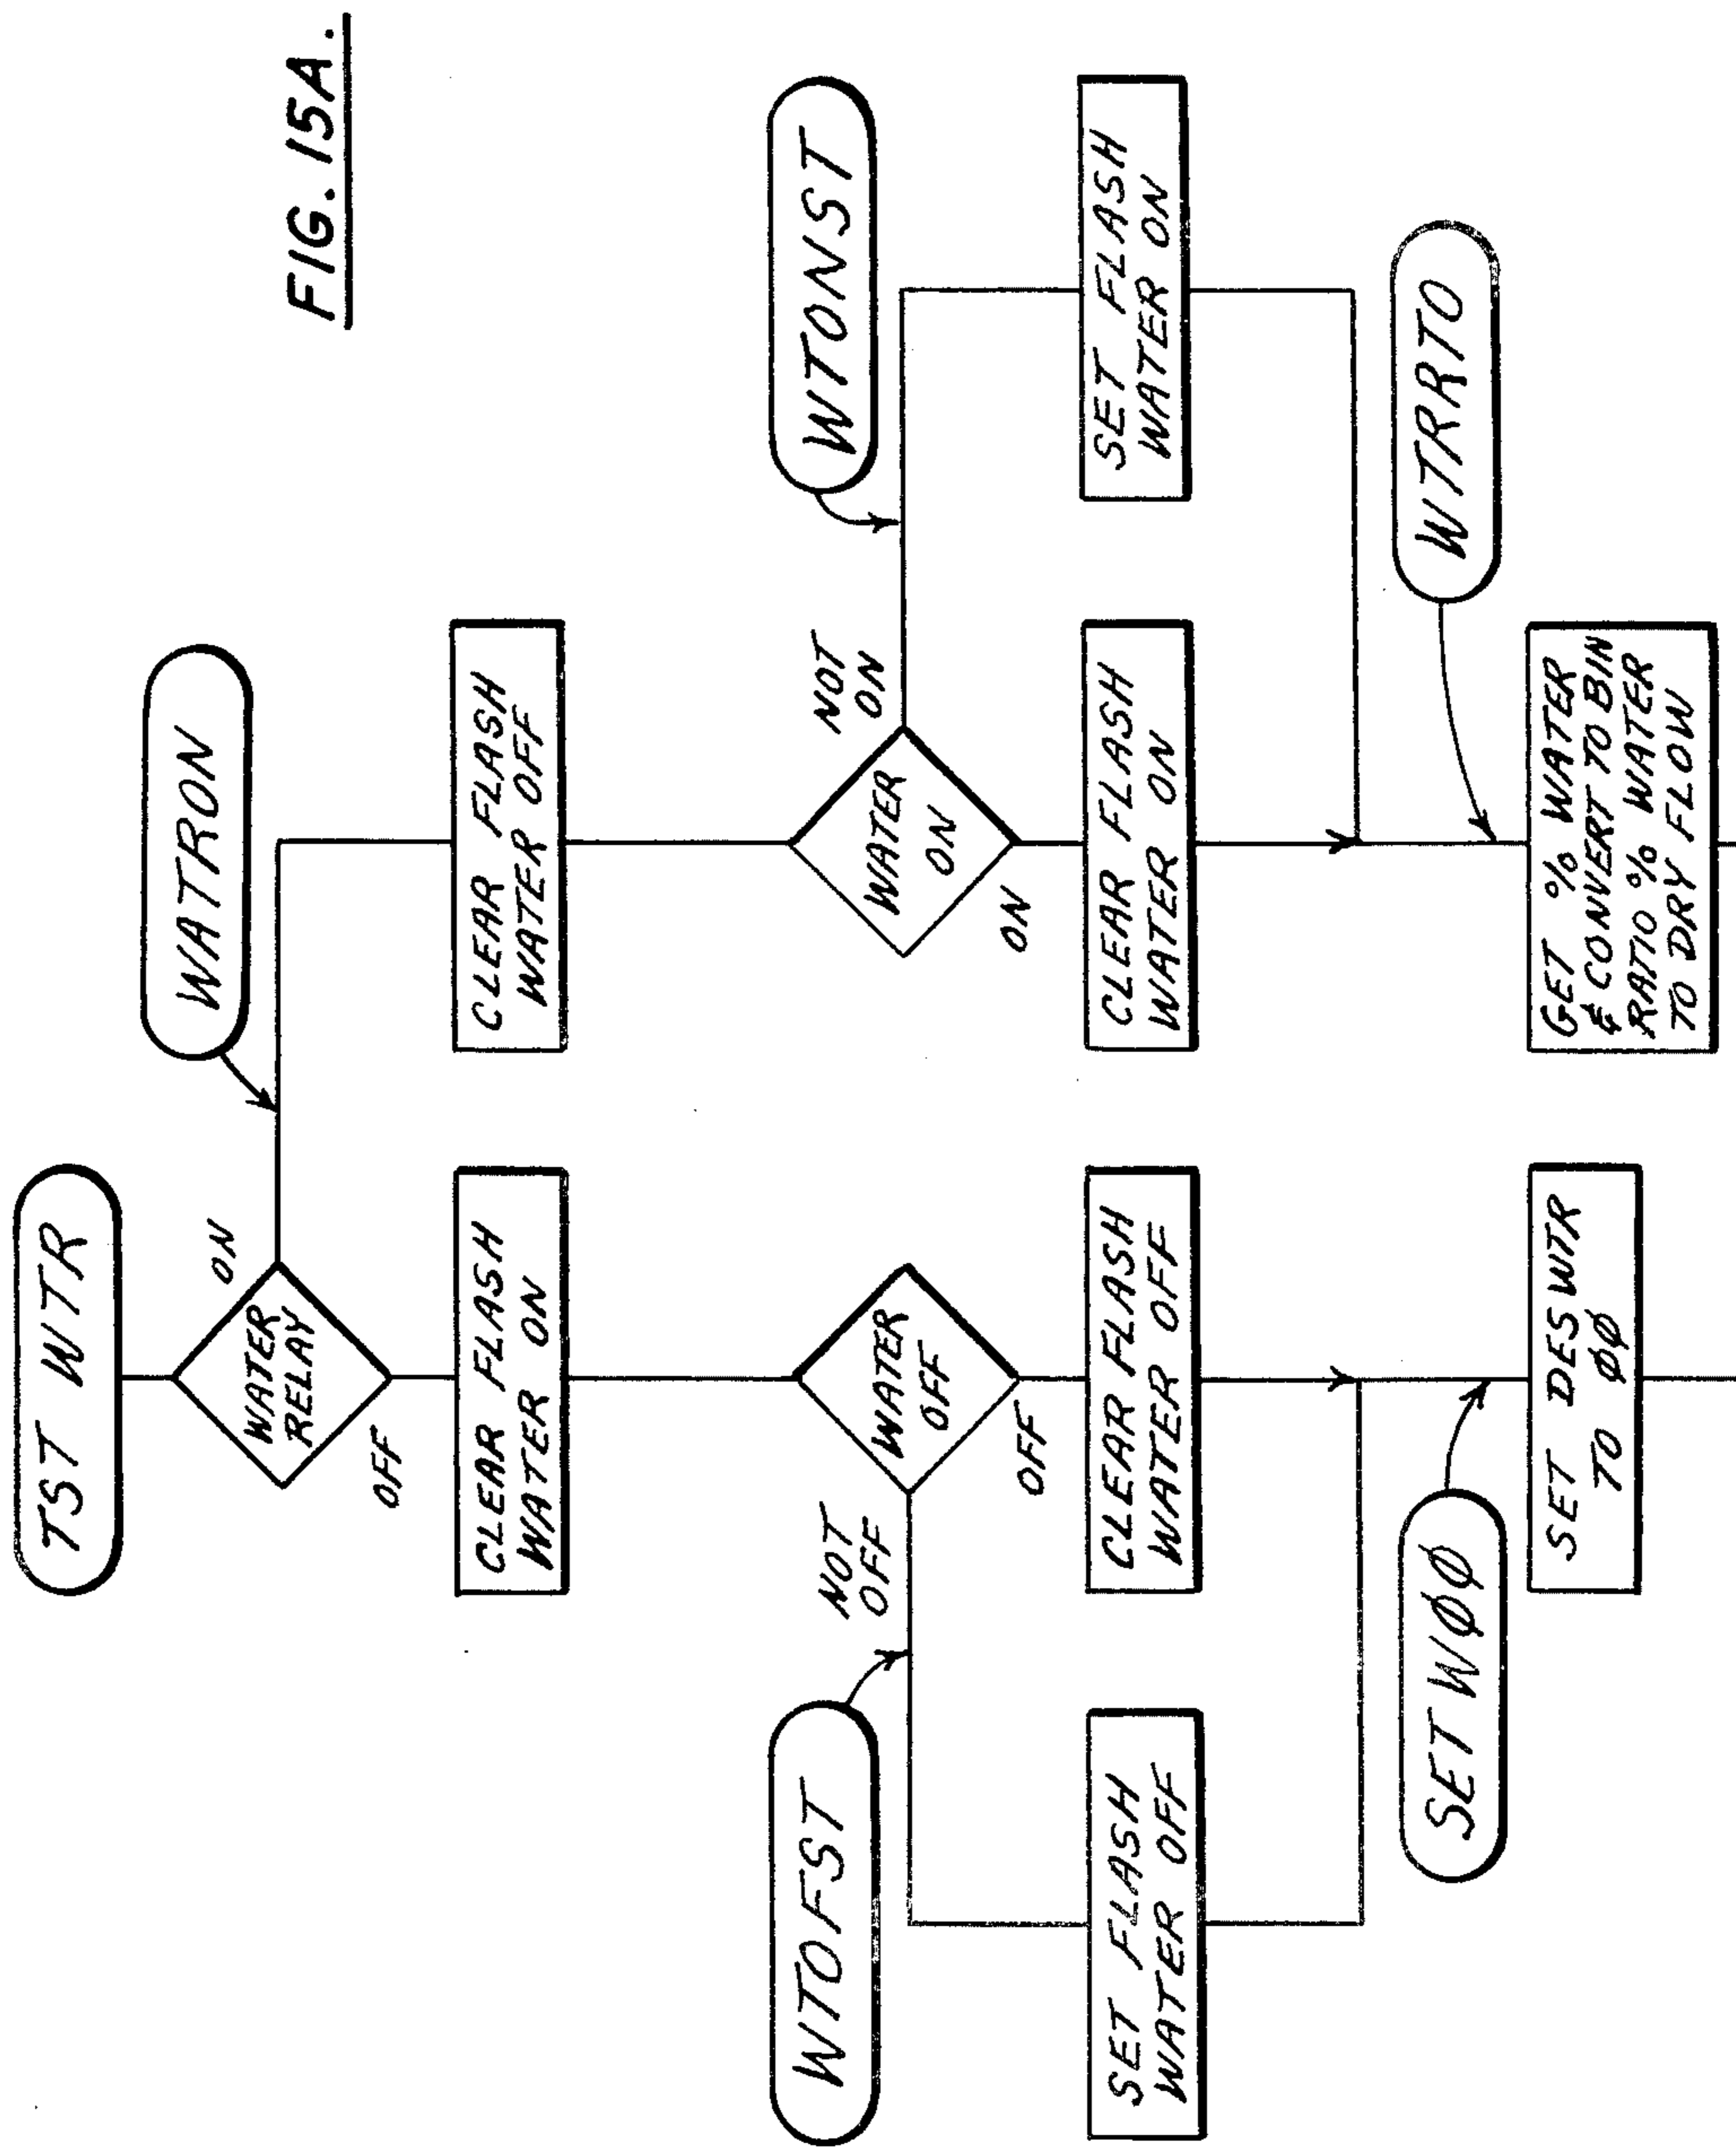 FIG. 15A.
TST WTR
WATER
RELAY
ON
OFF
WATRON
CLEAR FLASH
WATER ON
CLEAR FLASH
WATER OFF
WTOFST
NOT
OFF
WATER
OFF
OFF
WATER
ON
NOT
ON
ON
WTONST
SET FLASH
WATER OFF
CLEAR FLASH
WATER OFF
CLEAR FLASH
WATER ON
SET FLASH
WATER ON
SET WØØ
WTRRTO
SET DESWTR
TO ØØ
GET % WATER
& CONVERT TO BIN
RATIO % WATER
TO DRY FLOW